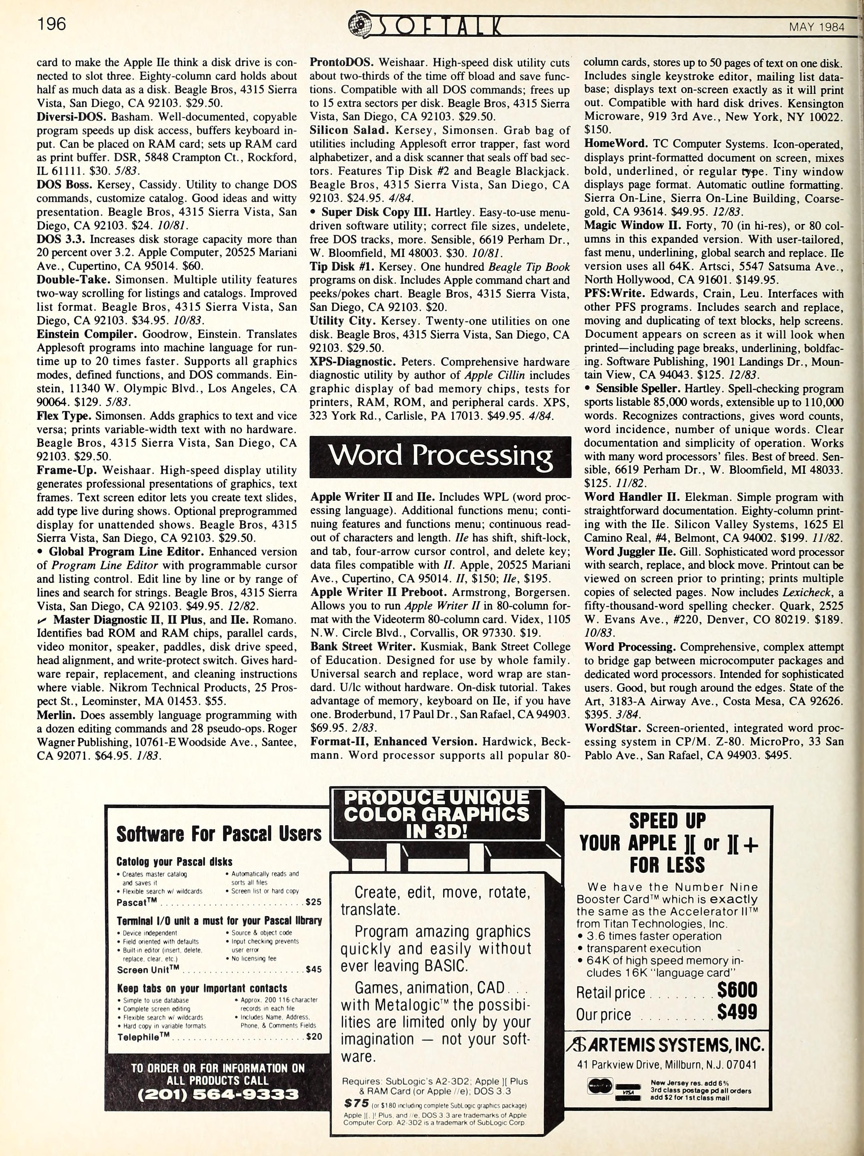 196
SOFTALK
MAY 1984
card to make the Apple IIe think a disk drive is con-
nected to slot three. Eighty-column card holds about
half as much data as a disk. Beagle Bros, 4315 Sierra
Vista, San Diego, CA 92103. $29.50.
Diversi-DOS. Basham. Well-documented, copyable
program speeds up disk access, buffers keyboard in-
put. Can be placed on RAM card; sets up RAM card
as print buffer. DSR, 5848 Crampton Ct., Rockford,
IL 61111. $30. 5/83.
DOS Boss. Kersey, Cassidy. Utility to change DOS
commands, customize catalog. Good ideas and witty
presentation. Beagle Bros, 4315 Sierra Vista, San
Diego, CA 92103. $24. 10/81.
DOS 3.3. Increases disk storage capacity more than
20 percent over 3.2. Apple Computer, 20525 Mariani
Ave., Cupertino, CA 95014. $60.
Double-Take. Simonsen. Multiple utility features
two-way scrolling for listings and catalogs. Improved
list format. Beagle Bros, 4315 Sierra Vista, San
Diego, CA 92103. $34.95. 10/83.
Einstein Compiler. Goodrow, Einstein. Translates
Applesoft programs into machine language for run-
time up to 20 times faster. Supports all graphics
modes, defined functions, and DOS commands. Ein-
stein, 11340 W. Olympic Blvd., Los Angeles, CA
90064. $129. 5/83.
Flex Type. Simonsen. Adds graphics to text and vice
versa; prints variable-width text with no hardware.
Beagle Bros, 4315 Sierra Vista, San Diego, CA
92103. $29.50.
Frame-Up. Weishaar. High-speed display utility
generates professional presentations of graphics, text
frames. Text screen editor lets you create text slides,
add type live during shows. Optional preprogrammed
display for unattended shows. Beagle Bros, 4315
Sierra Vista, San Diego, CA 92103. $29.50.
• Global Program Line Editor. Enhanced version
of Program Line Editor with programmable cursor
and listing control. Edit line by line or by range of
lines and search for strings. Beagle Bros, 4315 Sierra
Vista, San Diego, CA 92103. $49.95. 12/82.
✓ Master Diagnostic II, II Plus, and IIe. Romano.
Identifies bad ROM and RAM chips, parallel cards,
video monitor, speaker, paddles, disk drive speed,
head alignment, and write-protect switch. Gives hard-
ware repair, replacement, and cleaning instructions
where viable. Nikrom Technical Products, 25 Pros-
pect St., Leominster, MA 01453. $55.
Merlin. Does assembly language programming with
a dozen editing commands and 28 pseudo-ops. Roger
Wagner Publishing, 10761-E Woodside Ave., Santee,
CA 92071. $64.95. 1/83.
ProntoDOS. Weishaar. High-speed disk utility cuts
about two-thirds of the time off bload and save func-
tions. Compatible with all DOS commands; frees up
to 15 extra sectors per disk. Beagle Bros, 4315 Sierra
Vista, San Diego, CA 92103. $29.50.
Silicon Salad. Kersey, Simonsen. Grab bag of
utilities including Applesoft error trapper, fast word
alphabetizer, and a disk scanner that seals off bad sec-
tors. Features Tip Disk #2 and Beagle Blackjack.
Beagle Bros, 4315 Sierra Vista, San Diego, CA
92103. $24.95. 4/84.
• Super Disk Copy III. Hartley. Easy-to-use menu-
driven software utility; correct file sizes, undelete,
free DOS tracks, more. Sensible, 6619 Perham Dr.,
W. Bloomfield, MI 48003. $30. 10/81.
Tip Disk #1. Kersey. One hundred Beagle Tip Book
programs on disk. Includes Apple command chart and
peeks/pokes chart. Beagle Bros, 4315 Sierra Vista,
San Diego, CA 92103. $20.
Utility City. Kersey. Twenty-one utilities on one
disk. Beagle Bros, 4315 Sierra Vista, San Diego, CA
92103. $29.50.
XPS-Diagnostic. Peters. Comprehensive hardware
diagnostic utility by author of Apple Cillin includes
graphic display of bad memory chips, tests for
printers, RAM, ROM, and peripheral cards. XPS,
323 York Rd., Carlisle, PA 17013. $49.95. 4/84.
Word Processing
Apple Writer II and IIe. Includes WPL (word proc-
essing language). Additional functions menu; conti-
nuing features and functions menu; continuous read-
out of characters and length. IIe has shift, shift-lock,
and tab, four-arrow cursor control, and delete key;
data files compatible with II. Apple, 20525 Mariani
Ave., Cupertino, CA 95014. II, $150; IIe, $195.
Apple Writer II Preboot. Armstrong, Borgersen.
Allows you to run Apple Writer II in 80-column for-
mat with the Videoterm 80-column card. Videx, 1105
N.W. Circle Blvd., Corvallis, OR 97330. $19.
Bank Street Writer. Kusmiak, Bank Street College
of Education. Designed for use by whole family.
Universal search and replace, word wrap are stan-
dard. U/lc without hardware. On-disk tutorial. Takes
advantage of memory, keyboard on IIe, if you have
one. Broderbund, 17 Paul Dr., San Rafael, CA 94903.
$69.95. 2/83.
Format-II, Enhanced Version. Hardwick, Beck-
mann. Word processor supports all popular 80-
column cards, stores up to 50 pages of text on one disk.
Includes single keystroke editor, mailing list data-
base; displays text on-screen exactly as it will print
out. Compatible with hard disk drives. Kensington
Microware, 919 3rd Ave., New York, NY 10022.
$150.
HomeWord. TC Computer Systems. Icon-operated,
displays print-formatted document on screen, mixes
bold, underlined, or regular type. Tiny window
displays page format. Automatic outline formatting.
Sierra On-Line, Sierra On-Line Building, Coarse-
gold, CA 93614. $49.95. 12/83.
Magic Window II. Forty, 70 (in hi-res), or 80 col-
umns in this expanded version. With user-tailored,
fast menu, underlining, global search and replace. IIe
version uses all 64K. Artsci, 5547 Satsuma Ave.,
North Hollywood, CA 91601. $149.95.
PFS:Write. Edwards, Crain, Leu. Interfaces with
other PFS programs. Includes search and replace,
moving and duplicating of text blocks, help screens.
Document appears on screen as it will look when
printed—including page breaks, underlining, boldfac-
ing. Software Publishing, 1901 Landings Dr., Moun-
tain View, CA 94043. $125. 12/83.
• Sensible Speller. Hartley. Spell-checking program
sports listable 85,000 words, extensible up to 110,000
words. Recognizes contractions, gives word counts,
word incidence, number of unique words. Clear
documentation and simplicity of operation. Works
with many word processors' files. Best of breed. Sen-
sible, 6619 Perham Dr., W. Bloomfield, MI 48033.
$125. 11/82.
Word Handler II. Elekman. Simple program with
straightforward documentation. Eighty-column print-
ing with the IIe. Silicon Valley Systems, 1625 El
Camino Real, #4, Belmont, CA 94002. $199. 11/82.
Word Juggler IIe. Gill. Sophisticated word processor
with search, replace, and block move. Printout can be
viewed on screen prior to printing; prints multiple
copies of selected pages. Now includes Lexicheck, a
fifty-thousand-word spelling checker. Quark, 2525
W. Evans Ave., #220, Denver, CO 80219. $189.
10/83.
Word Processing. Comprehensive, complex attempt
to bridge gap between microcomputer packages and
dedicated word processors. Intended for sophisticated
users. Good, but rough around the edges. State of the
Art, 3183-A Airway Ave., Costa Mesa, CA 92626.
$395. 3/84.
WordStar. Screen-oriented, integrated word proc-
essing system in CP/M. Z-80. MicroPro, 33 San
Pablo Ave., San Rafael, CA 94903. $495.
Software For Pascal Users
Catalog your Pascal disks
• Creates master catalog
and saves it
• Flexible search w/ wildcards
• Automatically reads and
sorts all files
• Screen list or hard copy
Pascat™ $25
Terminal I/O unit a must for your Pascal library
• Device independent
• Field oriented with defaults
• Built-in editor (insert, delete,
replace, clear, etc.)
• Source & object code
• Input checking prevents
user error
• No licensing fee
Screen Unit™ $45
Keep tabs on your important contacts
• Simple to use database
• Complete screen editing
• Flexible search w/ wildcards
• Hard copy in variable formats
• Approx. 200 116-character
records in each file
• Includes Name, Address,
Phone, & Comments Fields
Telephile™ $20
TO ORDER OR FOR INFORMATION ON
ALL PRODUCTS CALL
(201) 564-9333
PRODUCE UNIQUE
COLOR GRAPHICS
IN 3D!
Create, edit, move, rotate,
translate.
Program amazing graphics
quickly and easily without
ever leaving BASIC.
Games, animation, CAD . . .
with Metalogic™ the possibi-
lities are limited only by your
imagination — not your soft-
ware.
Requires: SubLogic's A2-3D2; Apple ][ Plus
& RAM Card (or Apple //e); DOS 3.3
$75 (or $180 including complete SubLogic graphics package)
Apple ][, ][ Plus, and //e, DOS 3.3 are trademarks of Apple
Computer Corp. A2-3D2 is a trademark of SubLogic Corp.
SPEED UP
YOUR APPLE ][ or ][ +
FOR LESS
We have the Number Nine
Booster Card™ which is exactly
the same as the Accelerator II™
from Titan Technologies, Inc.
• 3.6 times faster operation
• transparent execution
• 64K of high speed memory in-
cludes 16K "language card"
Retail price . . . . . . . . $600
Our price . . . . . . . . . $499
ARTEMIS SYSTEMS, INC.
41 Parkview Drive, Millburn, N.J. 07041
VISA
New Jersey res. add 6%
3rd class postage pd all orders
add $2 for 1st class mail